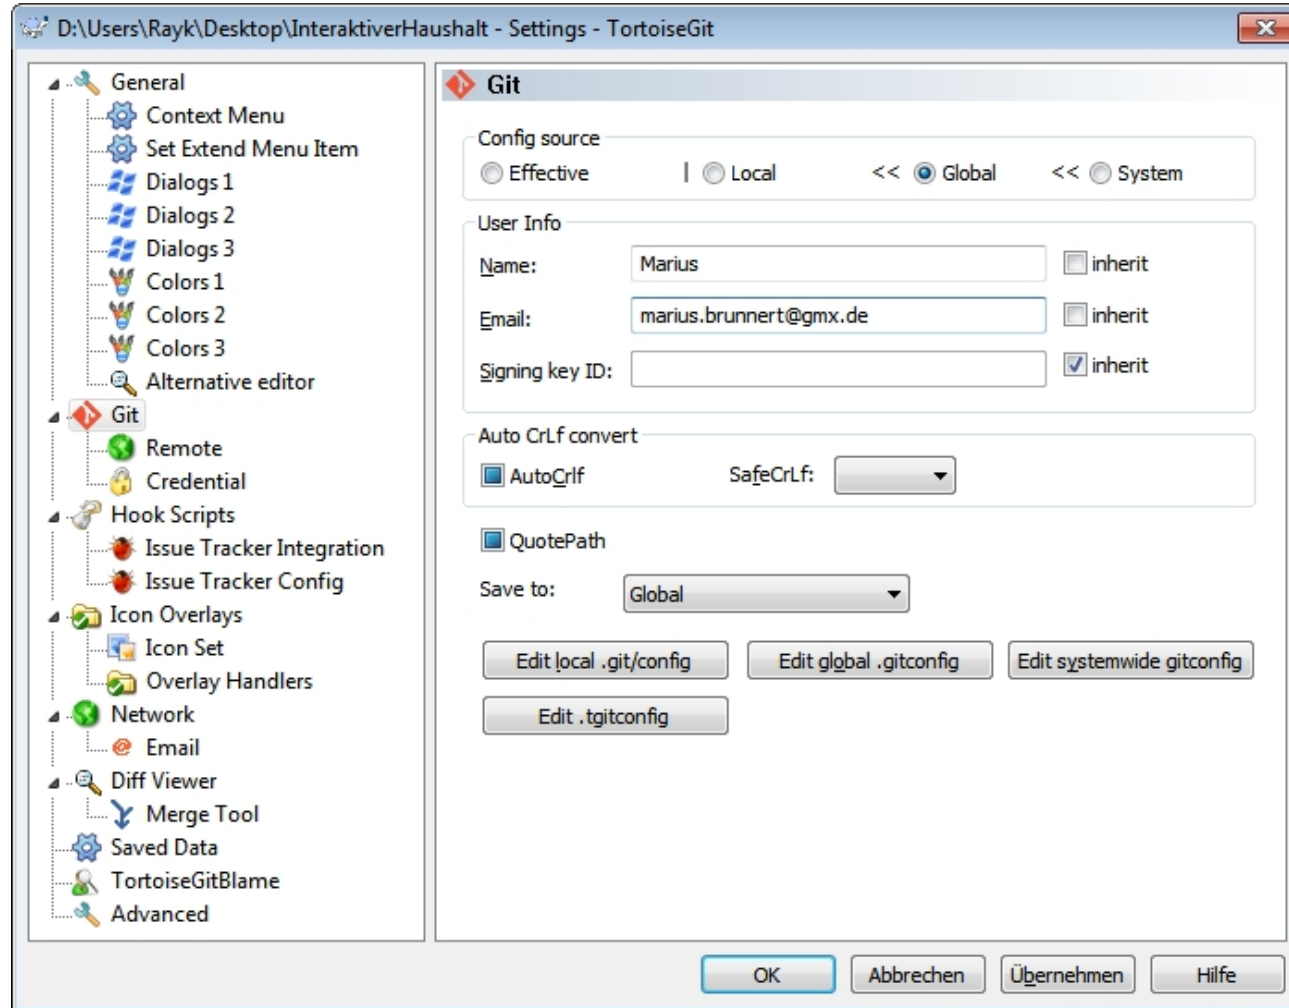 D:\Users\Rayk\Desktop\InteraktiverHaushalt - Settings - TortoiseGit
General
Context Menu
Set Extend Menu Item
Dialogs 1
Dialogs 2
Dialogs 3
Colors 1
Colors 2
Colors 3
Alternative editor
Git
Remote
Credential
Hook Scripts
Issue Tracker Integration
Issue Tracker Config
Icon Overlays
Icon Set
Overlay Handlers
Network
Email
Diff Viewer
Merge Tool
Saved Data
TortoiseGitBlame
Advanced
Git
Config source
Effective | Local << Global << System
User Info
Name: Marius inherit
Email: marius.brunnert@gmx.de inherit
Signing key ID: inherit
Auto CrLf convert
AutoCrlf SafeCrLf:
QuotePath
Save to: Global
Edit local .git/config Edit global .gitconfig Edit systemwide gitconfig
Edit .tgitconfig
OK Abbrechen Übernehmen Hilfe